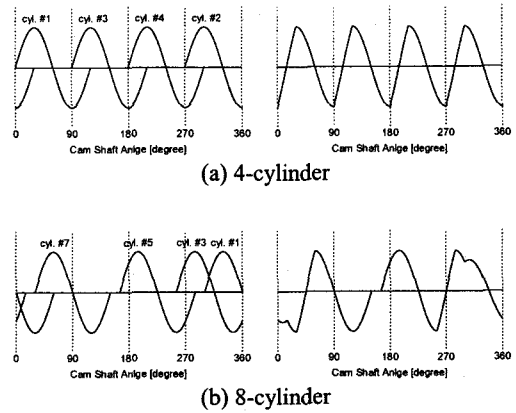 cyl. #1 cyl. #3 cyl. #4 cyl. #2
0 90 180 270 360 0 90 180 270 360
Cam Shaft Anlge [degree] Cam Shaft Anlge [degree]
(a) 4-cylinder
cyl. #7 cyl. #5 cyl. #3 cyl. #1
0 90 180 270 360 0 90 180 270 360
Cam Shaft Anlge [degree] Cam Shaft Anlge [degree]
(b) 8-cylinder